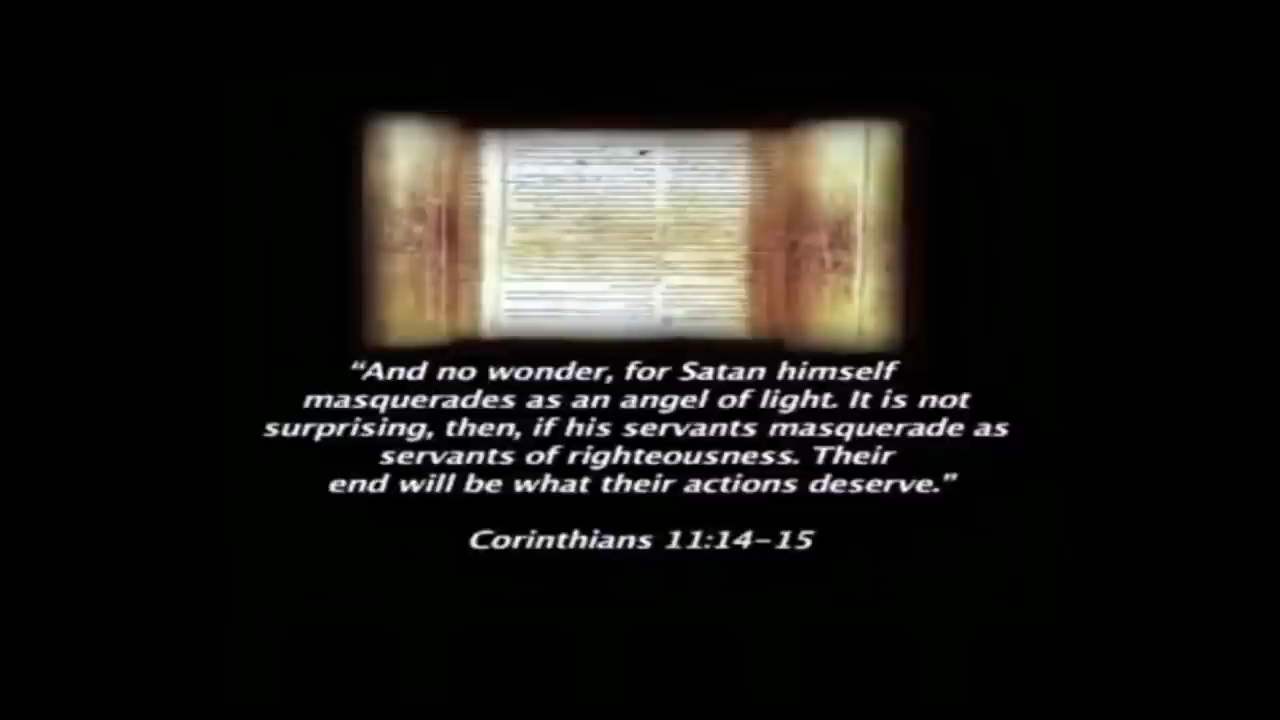 “And no wonder, for Satan himself
masquerades as an angel of light. It is not
surprising, then, if his servants masquerade as
servants of righteousness. Their
end will be what their actions deserve.”
Corinthians 11:14-15